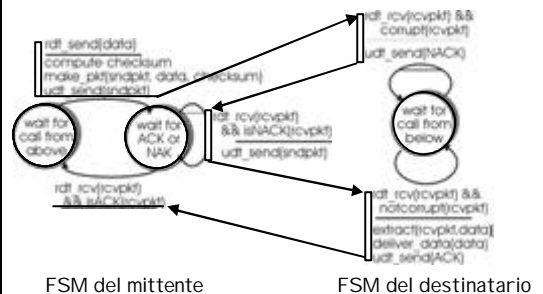 rdt_send(data)
compute checksum
make_pkt(sndpkt, data, checksum)
udt_send(sndpkt)
wait for
call from
above
wait for
ACK or
NAK
rdt_rcv(rcvpkt)
&& isNACK(rcvpkt)
udt_send(sndpkt)
rdt_rcv(rcvpkt)
&& isACK(rcvpkt)
FSM del mittente
rdt_rcv(rcvpkt) &&
corrupt(rcvpkt)
udt_send(NACK)
wait for
call from
below
rdt_rcv(rcvpkt) &&
notcorrupt(rcvpkt)
extract(rcvpkt,data)
deliver_data(data)
udt_send(ACK)
FSM del destinatario